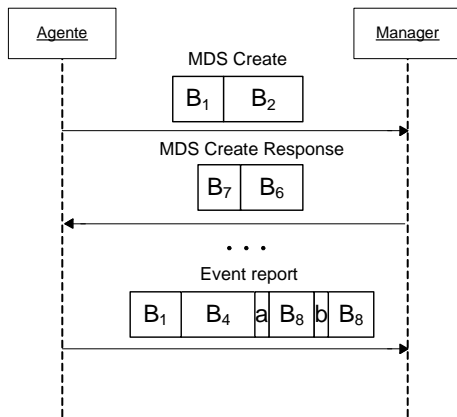 Agente Manager
MDS Create
B₁ B₂
MDS Create Response
B₇ B₆
...
Event report
B₁ B₄ a B₈ b B₈